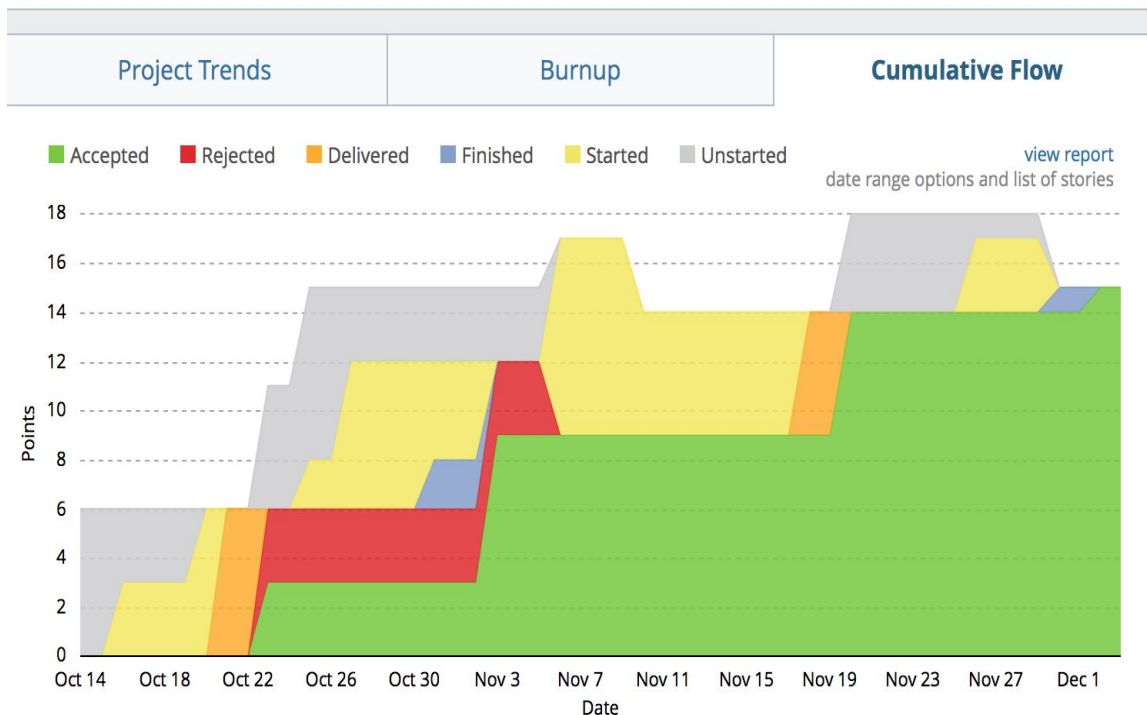 Project Trends Burnup Cumulative Flow
Accepted Rejected Delivered Finished Started Unstarted
view report
date range options and list of stories
18
16
14
12
10
8
6
4
2
0
Points
Oct 14 Oct 18 Oct 22 Oct 26 Oct 30 Nov 3 Nov 7 Nov 11 Nov 15 Nov 19 Nov 23 Nov 27 Dec 1
Date